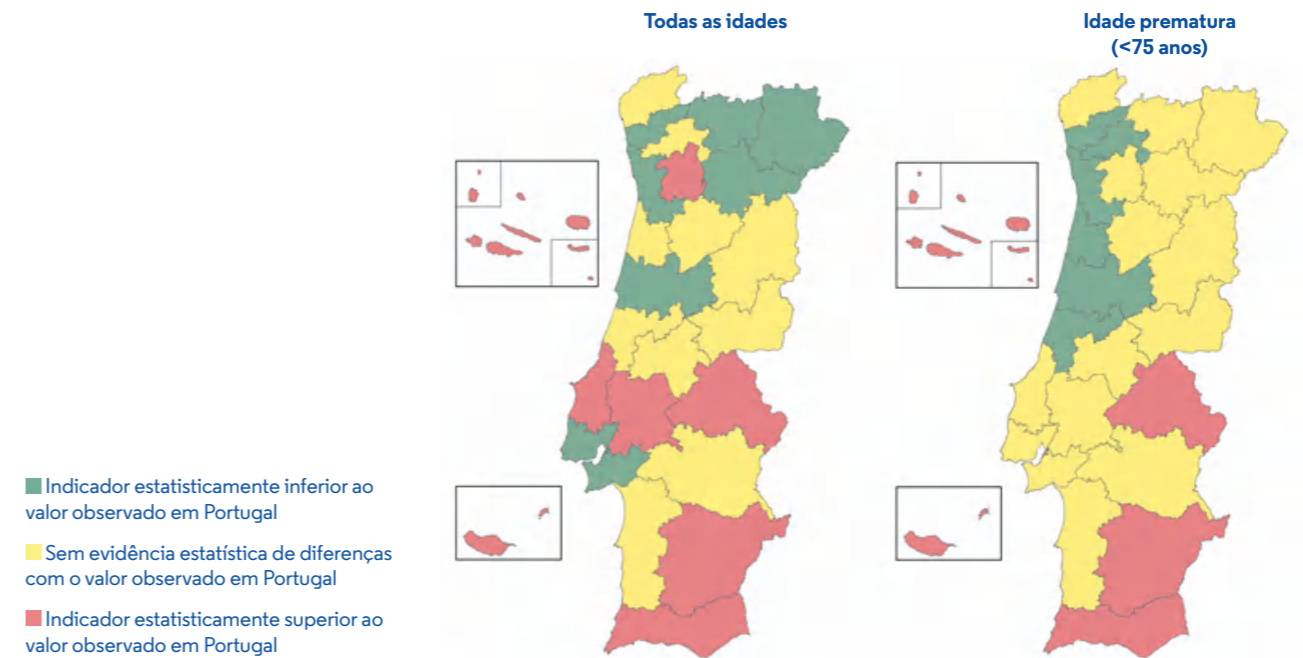 Todas as idades
Idade prematura
(<75 anos)
Indicador estatisticamente inferior ao
valor observado em Portugal
Sem evidência estatística de diferenças
com o valor observado em Portugal
Indicador estatisticamente superior ao
valor observado em Portugal